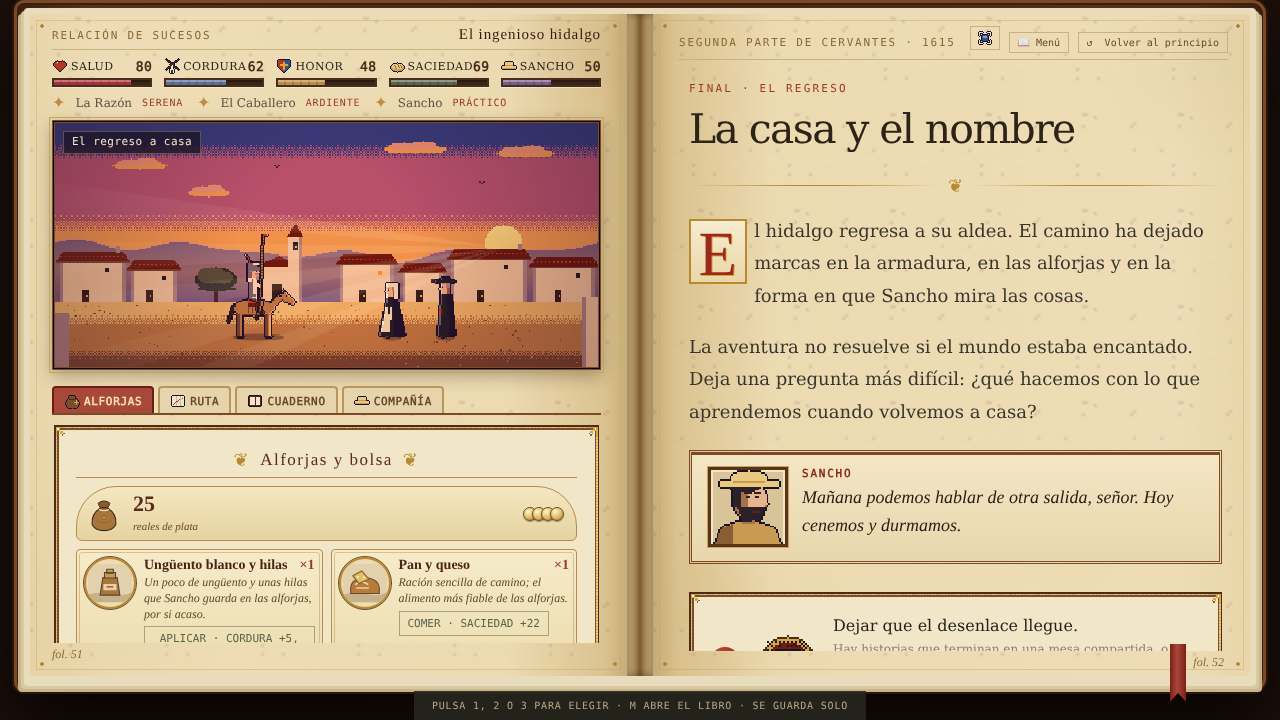 RELACIÓN DE SUCESOS
El ingenioso hidalgo
SALUD 80
CORDURA 62
HONOR 48
SACIEDAD 69
SANCHO 50
La Razón SERENA
El Caballero ARDIENTE
Sancho PRÁCTICO
El regreso a casa
ALFORJAS
RUTA
CUADERNO
COMPAÑÍA
Alforjas y bolsa
25
reales de plata
Ungüento blanco y hilas ×1
Un poco de ungüento y unas hilas
que Sancho guarda en las alforjas,
por si acaso.
APLICAR · CORDURA +5,
Pan y queso ×1
Ración sencilla de camino; el
alimento más fiable de las alforjas.
COMER · SACIEDAD +22
fol. 51
SEGUNDA PARTE DE CERVANTES · 1615
Menú
↺ Volver al principio
FINAL · EL REGRESO
La casa y el nombre
El hidalgo regresa a su aldea. El camino ha dejado
marcas en la armadura, en las alforjas y en la
forma en que Sancho mira las cosas.
La aventura no resuelve si el mundo estaba encantado.
Deja una pregunta más difícil: ¿qué hacemos con lo que
aprendemos cuando volvemos a casa?
SANCHO
Mañana podemos hablar de otra salida, señor. Hoy
cenemos y durmamos.
Dejar que el desenlace llegue.
Hay historias que terminan en una mesa compartida, o
fol. 52
PULSA 1, 2 O 3 PARA ELEGIR · M ABRE EL LIBRO · SE GUARDA SOLO